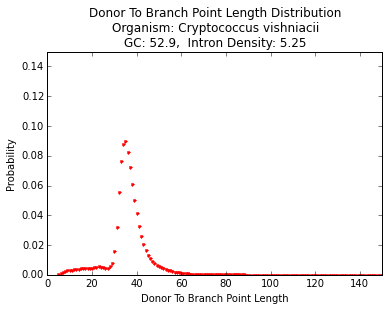 Donor To Branch Point Length Distribution
Organism: Cryptococcus vishniacii
GC: 52.9,  Intron Density: 5.25
0.14
0.12
0.10
0.08
0.06
0.04
0.02
0.00
Probability
0 20 40 60 80 100 120 140
Donor To Branch Point Length